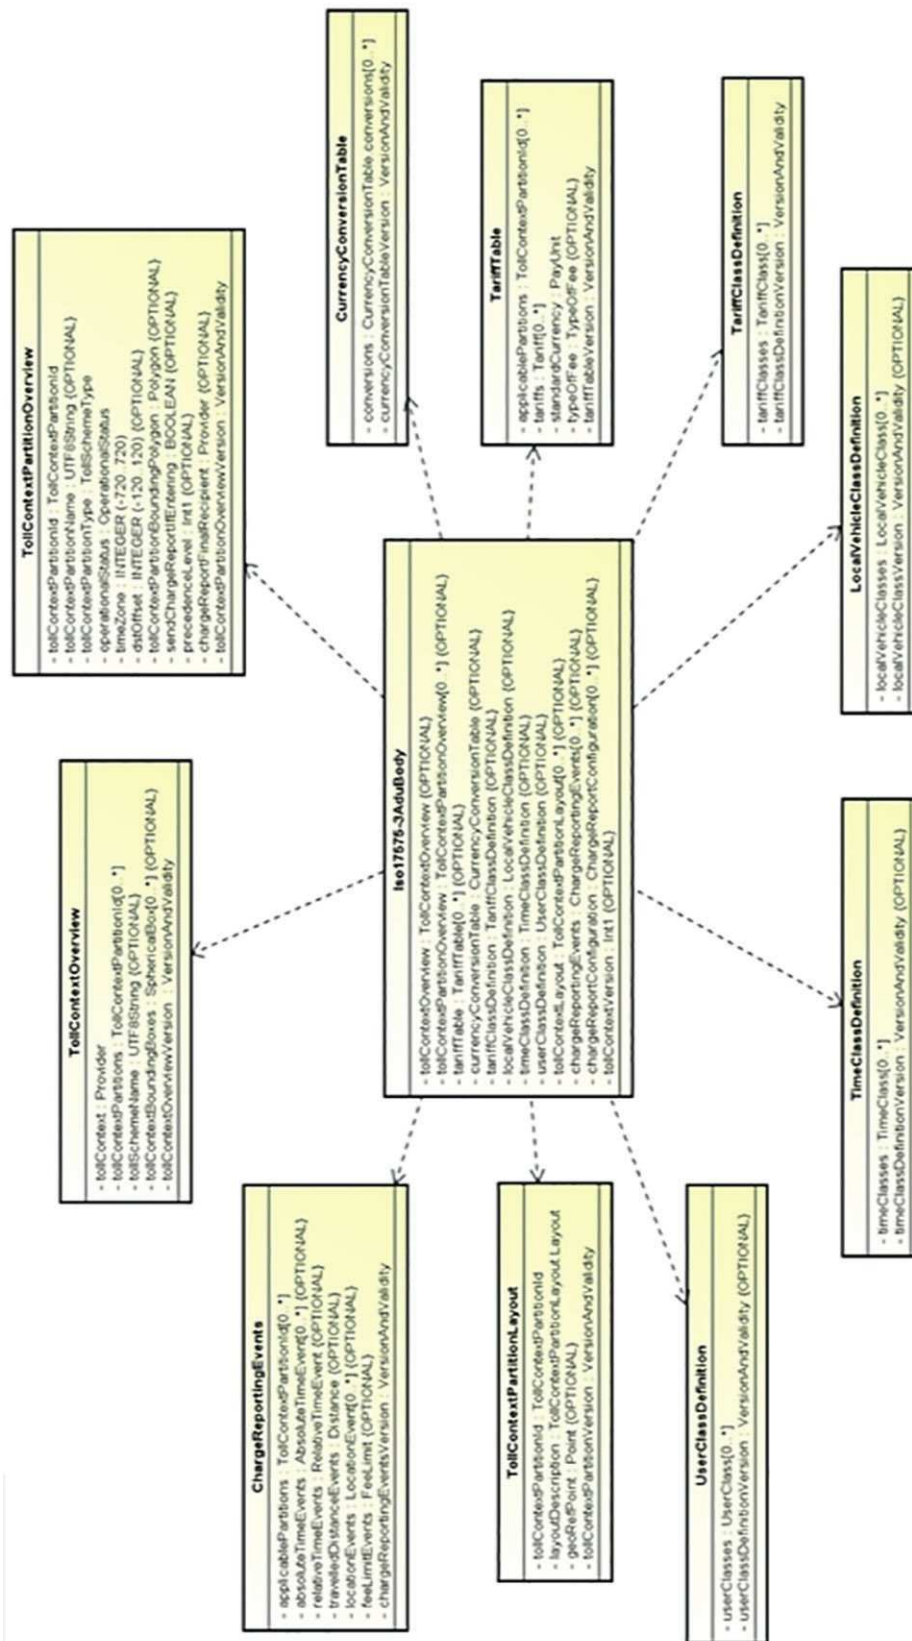 ChargeReportingEvents
- applicablePartitions : TollContextPartitionId[0..*]
- absoluteTimeEvents : AbsoluteTimeEvent[0..*] {OPTIONAL}
- relativeTimeEvents : RelativeTimeEvent {OPTIONAL}
- travelledDistanceEvents : Distance {OPTIONAL}
- locationEvents : LocationEvent[0..*] {OPTIONAL}
- feeLimitEvents : FeeLimit {OPTIONAL}
- chargeReportingEventsVersion : VersionAndValidity
TollContextOverview
- tollContext : Provider
- tollContextPartitions : TollContextPartitionId[0..*]
- tollSchemeName : UTF8String {OPTIONAL}
- tollContextBoundingBoxes : SphericalBox[0..*] {OPTIONAL}
- tollContextOverviewVersion : VersionAndValidity
TollContextPartitionOverview
- tollContextPartitionId : TollContextPartitionId
- tollContextPartitionName : UTF8String {OPTIONAL}
- tollContextPartitionType : TollSchemeType
- operationalStatus : OperationalStatus
- timeZone : INTEGER (-720..720)
- dstOffset : INTEGER (-120..120) {OPTIONAL}
- tollContextPartitionBoundingPolygon : Polygon {OPTIONAL}
- sendChargeReportIfEntering : BOOLEAN {OPTIONAL}
- precedenceLevel : Int1 {OPTIONAL}
- chargeReportFinalRecipient : Provider {OPTIONAL}
- tollContextPartitionOverviewVersion : VersionAndValidity
CurrencyConversionTable
- conversions : CurrencyConversionTable.conversions[0..*]
- currencyConversionTableVersion : VersionAndValidity
TollContextPartitionLayout
- tollContextPartitionId : TollContextPartitionId
- layoutDescription : TollContextPartitionLayout.Layout
- geoRefPoint : Point {OPTIONAL}
- tollContextPartitionVersion : VersionAndValidity
Iso17575-3AduBody
- tollContextOverview : TollContextOverview {OPTIONAL}
- tollContextPartitionOverview : TollContextPartitionOverview[0..*] {OPTIONAL}
- tariffTable : TariffTable[0..*] {OPTIONAL}
- currencyConversionTable : CurrencyConversionTable {OPTIONAL}
- tariffClassDefinition : TariffClassDefinition {OPTIONAL}
- localVehicleClassDefinition : LocalVehicleClassDefinition {OPTIONAL}
- timeClassDefinition : TimeClassDefinition {OPTIONAL}
- userClassDefinition : UserClassDefinition {OPTIONAL}
- tollContextLayout : TollContextPartitionLayout[0..*] {OPTIONAL}
- chargeReportingEvents : ChargeReportingEvents[0..*] {OPTIONAL}
- chargeReportConfiguration : ChargeReportConfiguration[0..*] {OPTIONAL}
- tollContextVersion : Int1 {OPTIONAL}
TariffTable
- applicablePartitions : TollContextPartitionId[0..*]
- tariffs : Tariff[0..*]
- standardCurrency : PayUnit
- typeOfFee : TypeOfFee {OPTIONAL}
- tariffTableVersion : VersionAndValidity
UserClassDefinition
- userClasses : UserClass[0..*]
- userClassDefinitionVersion : VersionAndValidity {OPTIONAL}
TariffClassDefinition
- tariffClasses : TariffClass[0..*]
- tariffClassDefinitionVersion : VersionAndValidity
TimeClassDefinition
- timeClasses : TimeClass[0..*]
- timeClassDefinitionVersion : VersionAndValidity {OPTIONAL}
LocalVehicleClassDefinition
- localVehicleClasses : LocalVehicleClass[0..*]
- localVehicleClassVersion : VersionAndValidity {OPTIONAL}